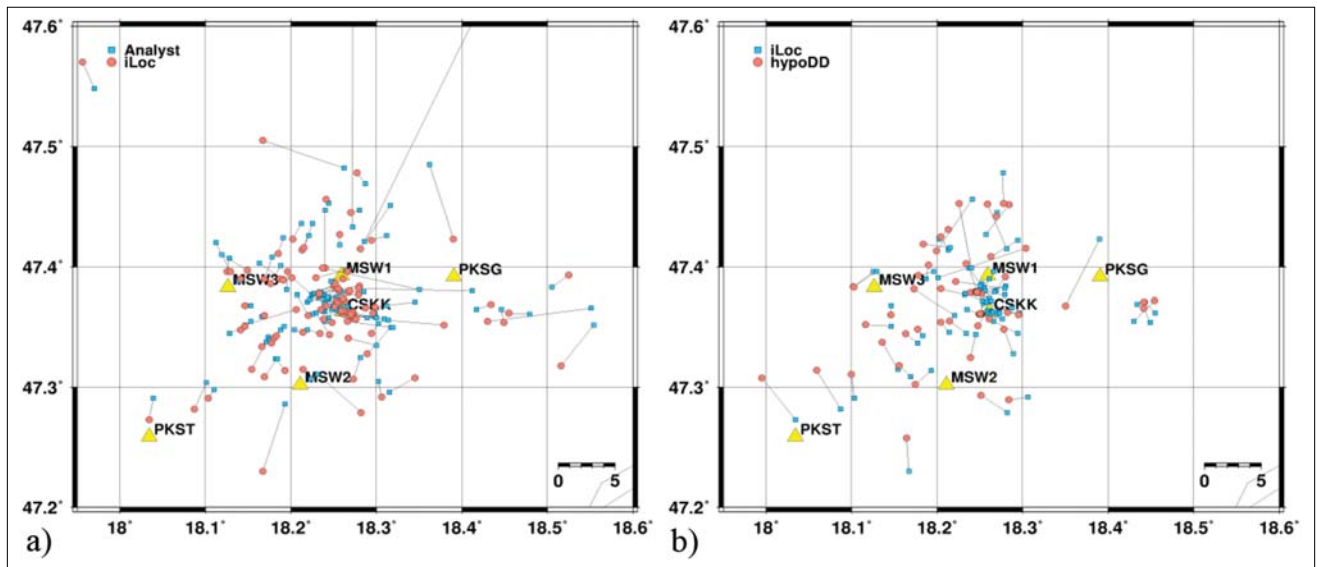 47.6˚
Analyst
iLoc
47.5˚
47.4˚
MSW1
MSW3
PKSG
CSKK
47.3˚
MSW2
PKST
0 5
47.2˚
18˚ 18.1˚ 18.2˚ 18.3˚ 18.4˚ 18.5˚ 18.6˚
a)
47.6˚
iLoc
hypoDD
47.5˚
47.4˚
MSW1
MSW3
PKSG
CSKK
47.3˚
MSW2
PKST
0 5
47.2˚
18˚ 18.1˚ 18.2˚ 18.3˚ 18.4˚ 18.5˚ 18.6˚
b)